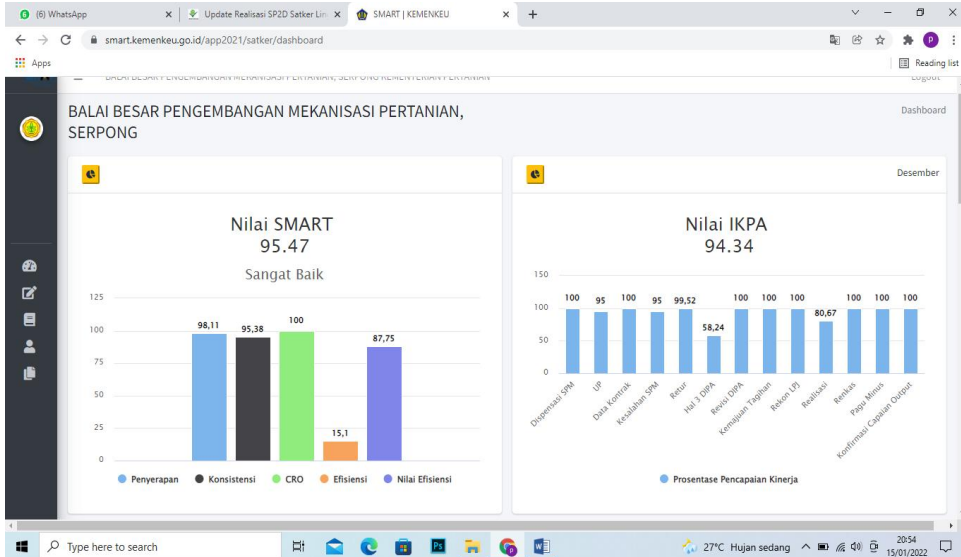 (6) WhatsApp
Update Realisasi SP2D Satker Lin
SMART | KEMENKEU
smart.kemenkeu.go.id/app2021/satker/dashboard
Apps
Reading list
BALAI BESAR PENGEMBANGAN MEKANISASI PERTANIAN, SERPONG KEMENTERIAN PERTANIAN
Logout
BALAI BESAR PENGEMBANGAN MEKANISASI PERTANIAN,
SERPONG
Dashboard
Nilai SMART
95.47
Sangat Baik
125
100
75
50
25
0
98,11
95,38
100
15,1
87,75
Penyerapan
Konsistensi
CRO
Efisiensi
Nilai Efisiensi
Desember
Nilai IKPA
94.34
150
100
50
0
100
95
100
95
99,52
58,24
100
100
100
80,67
100
100
100
Dispensasi SPM
UP
Data Kontrak
Kesalahan SPM
Retur
Hal 3 DIPA
Revisi DIPA
Kemajuan Tagihan
Rekon LPJ
Realisasi
Renkas
Pagu Minus
Konfirmasi Capaian Output
Prosentase Pencapaian Kinerja
Type here to search
27°C Hujan sedang
20:54
15/01/2022